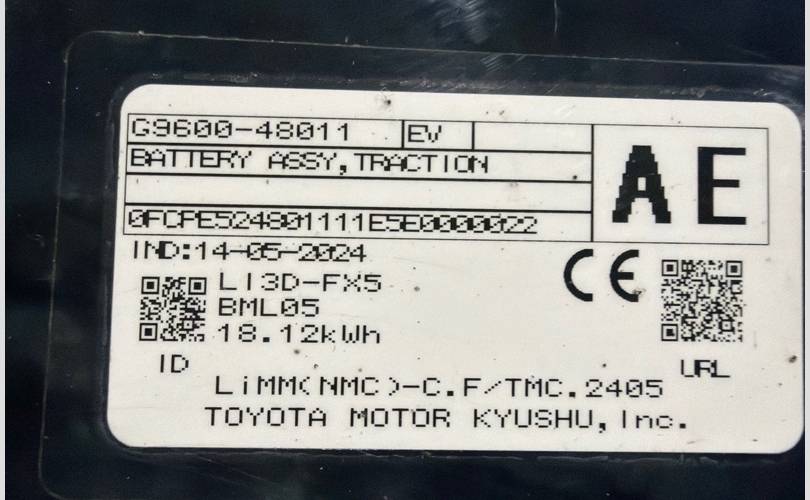 G9600-48011 EV
AE
BATTERY ASSY,TRACTION
0FCPE524801111E5E0000022
IND:14-05-2024
CE
LI3D-FX5
BML05
18.12kWh
ID
URL
LiMM(NMC)-C.F/TMC.2405
TOYOTA MOTOR KYUSHU,Inc.